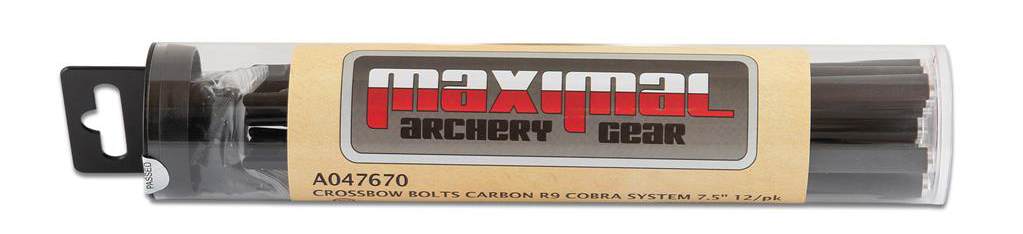 MAXIMAL
ARCHERY GEAR
A047670
CROSSBOW BOLTS CARBON R9 COBRA SYSTEM 7.5" 12/pk
PASSED